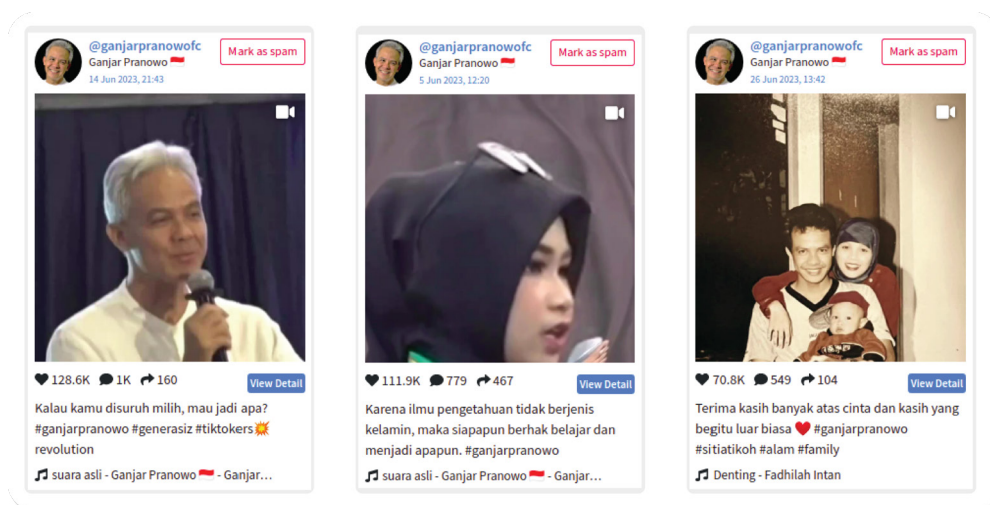 @ganjarpranowofc
Mark as spam
Ganjar Pranowo 🇮🇩
14 Jun 2023, 21:43
128.6K 1K 160
View Detail
Kalau kamu disuruh milih, mau jadi apa?
#ganjarpranowo #generasiz #tiktokers💥
revolution
suara asli - Ganjar Pranowo 🇮🇩 - Ganjar…
@ganjarpranowofc
Mark as spam
Ganjar Pranowo 🇮🇩
5 Jun 2023, 12:20
111.9K 779 467
View Detail
Karena ilmu pengetahuan tidak berjenis
kelamin, maka siapapun berhak belajar dan
menjadi apapun. #ganjarpranowo
suara asli - Ganjar Pranowo 🇮🇩 - Ganjar…
@ganjarpranowofc
Mark as spam
Ganjar Pranowo 🇮🇩
26 Jun 2023, 13:42
70.8K 549 104
View Detail
Terima kasih banyak atas cinta dan kasih yang
begitu luar biasa ❤️ #ganjarpranowo
#sitiatikoh #alam #family
Denting - Fadhilah Intan